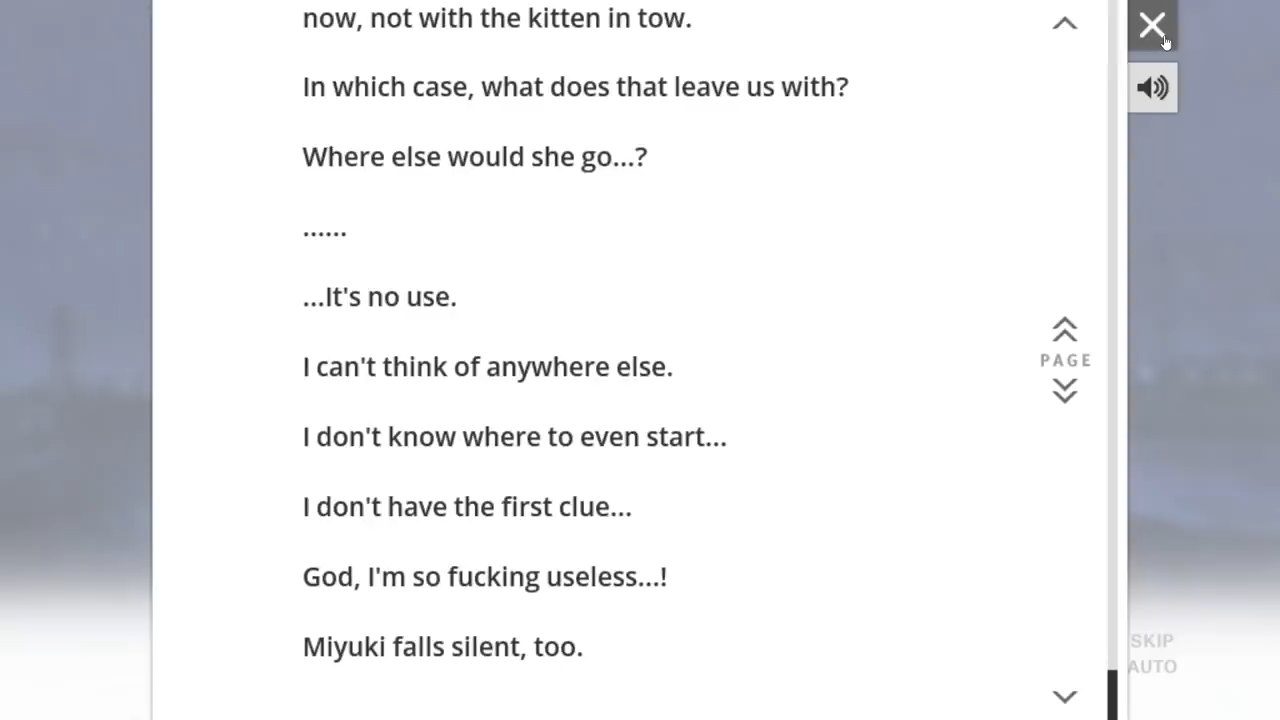 now, not with the kitten in tow.
In which case, what does that leave us with?
Where else would she go...?
......
...It's no use.
I can't think of anywhere else.
PAGE
I don't know where to even start...
I don't have the first clue...
God, I'm so fucking useless...!
Miyuki falls silent, too.
SKIP
AUTO